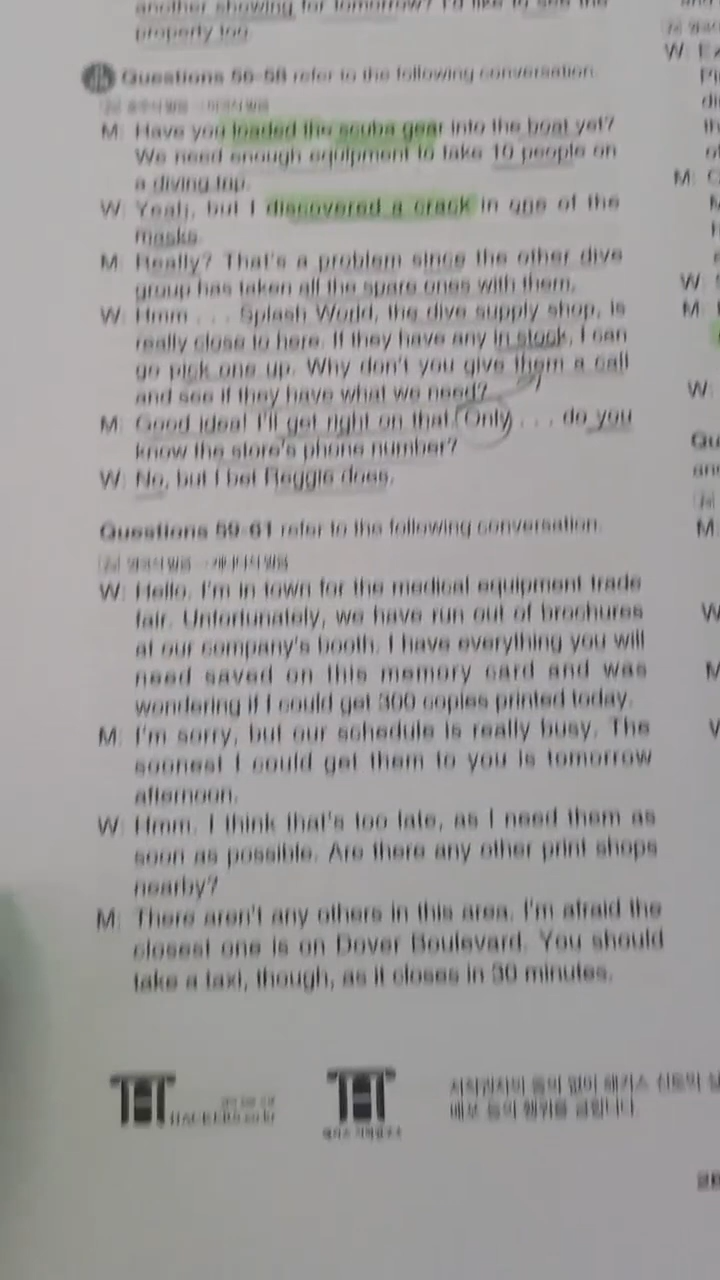 another showing for tomorrow? I'd like to see the
property too.
Questions 56-58 refer to the following conversation.
M: Have you loaded the scuba gear into the boat yet?
We need enough equipment to take 10 people on
a diving trip.
W: Yeah, but I discovered a crack in one of the
masks.
M: Really? That's a problem since the other dive
group has taken all the spare ones with them.
W: Hmm . . . Splash World, the dive supply shop, is
really close to here. If they have any in stock, I can
go pick one up. Why don't you give them a call
and see if they have what we need?
M: Good idea! I'll get right on that. Only . . . do you
know the store's phone number?
W: No, but I bet Reggie does.
Questions 59-61 refer to the following conversation.
W: Hello. I'm in town for the medical equipment trade
fair. Unfortunately, we have run out of brochures
at our company's booth. I have everything you will
need saved on this memory card and was
wondering if I could get 300 copies printed today.
M: I'm sorry, but our schedule is really busy. The
soonest I could get them to you is tomorrow
afternoon.
W: Hmm. I think that's too late, as I need them as
soon as possible. Are there any other print shops
nearby?
M: There aren't any others in this area. I'm afraid the
closest one is on Dover Boulevard. You should
take a taxi, though, as it closes in 30 minutes.
W:
M:
W:
M:
W:
M:
W
M